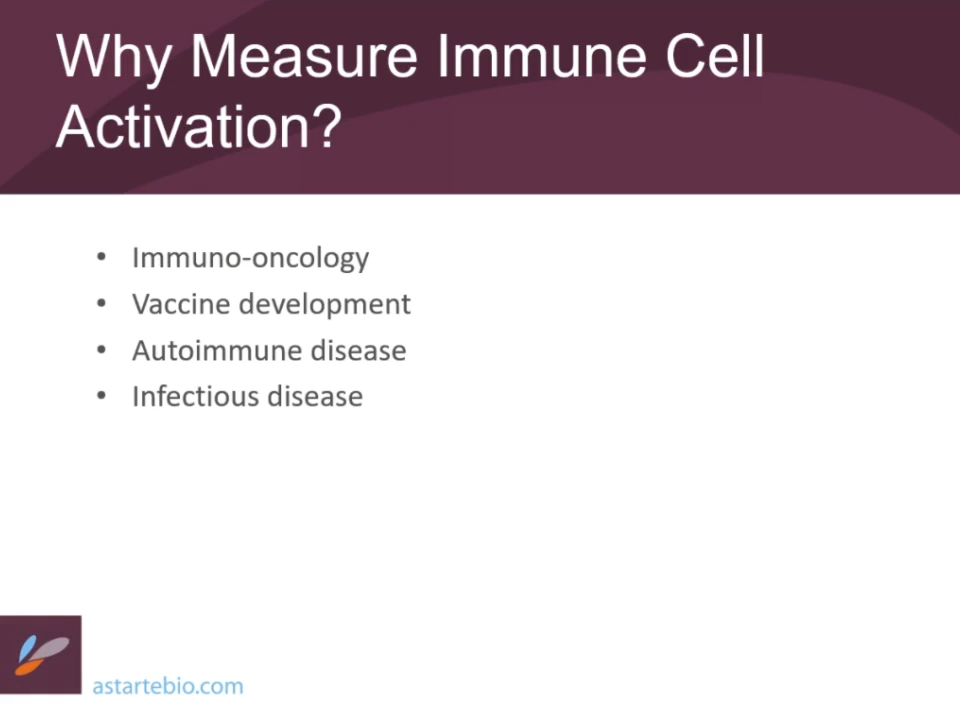 Why Measure Immune Cell
Activation?
• Immuno-oncology
• Vaccine development
• Autoimmune disease
• Infectious disease
astartebio.com